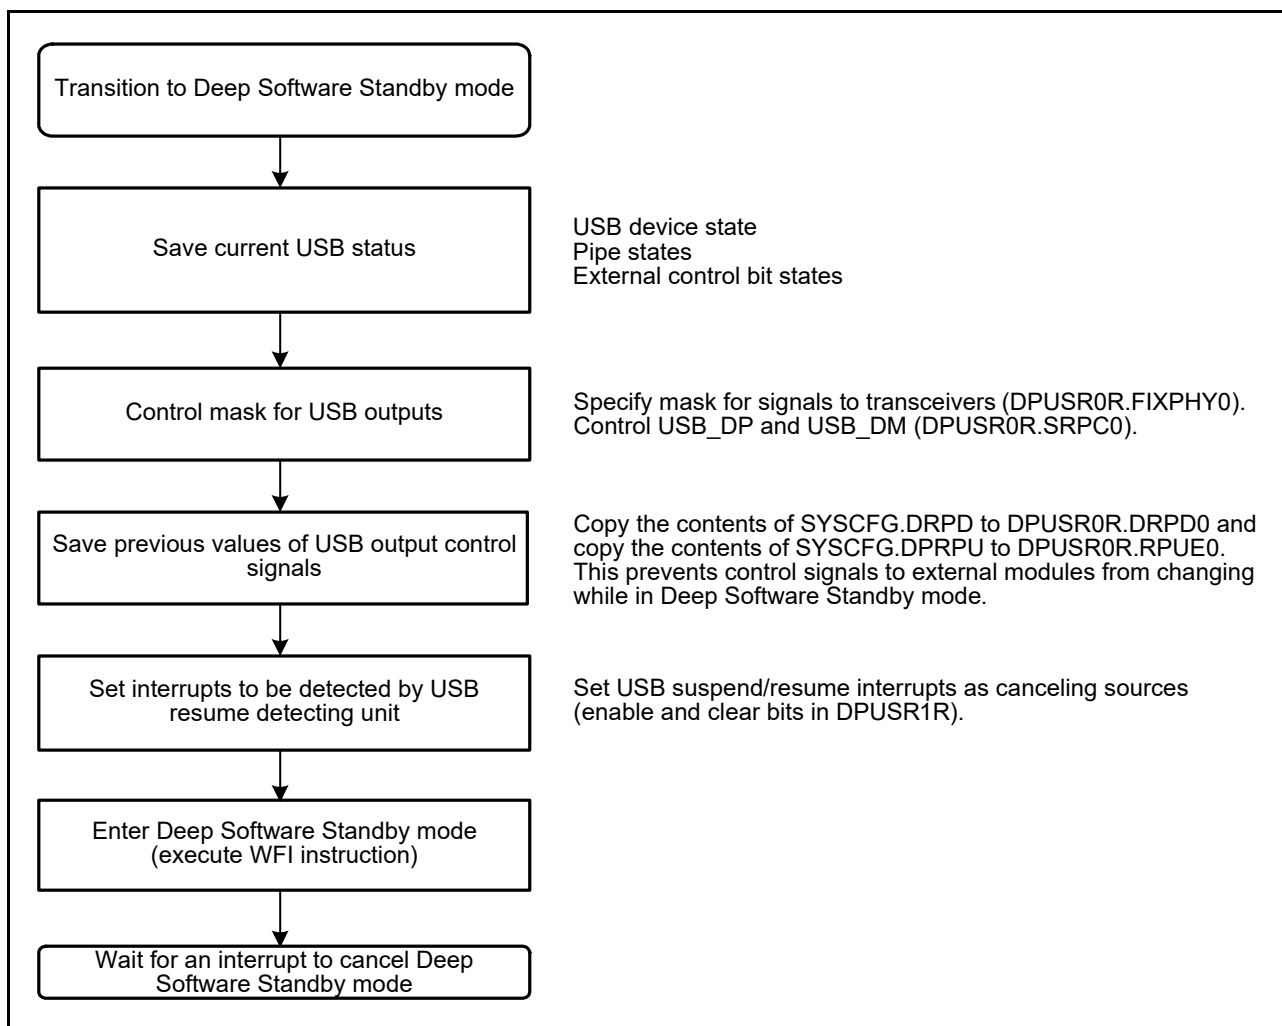 Transition to Deep Software Standby mode
Save current USB status
USB device state
Pipe states
External control bit states
Control mask for USB outputs
Specify mask for signals to transceivers (DPUSR0R.FIXPHY0).
Control USB_DP and USB_DM (DPUSR0R.SRPC0).
Save previous values of USB output control
signals
Copy the contents of SYSCFG.DRPD to DPUSR0R.DRPD0 and
copy the contents of SYSCFG.DPRPU to DPUSR0R.RPUE0.
This prevents control signals to external modules from changing
while in Deep Software Standby mode.
Set interrupts to be detected by USB
resume detecting unit
Set USB suspend/resume interrupts as canceling sources
(enable and clear bits in DPUSR1R).
Enter Deep Software Standby mode
(execute WFI instruction)
Wait for an interrupt to cancel Deep
Software Standby mode